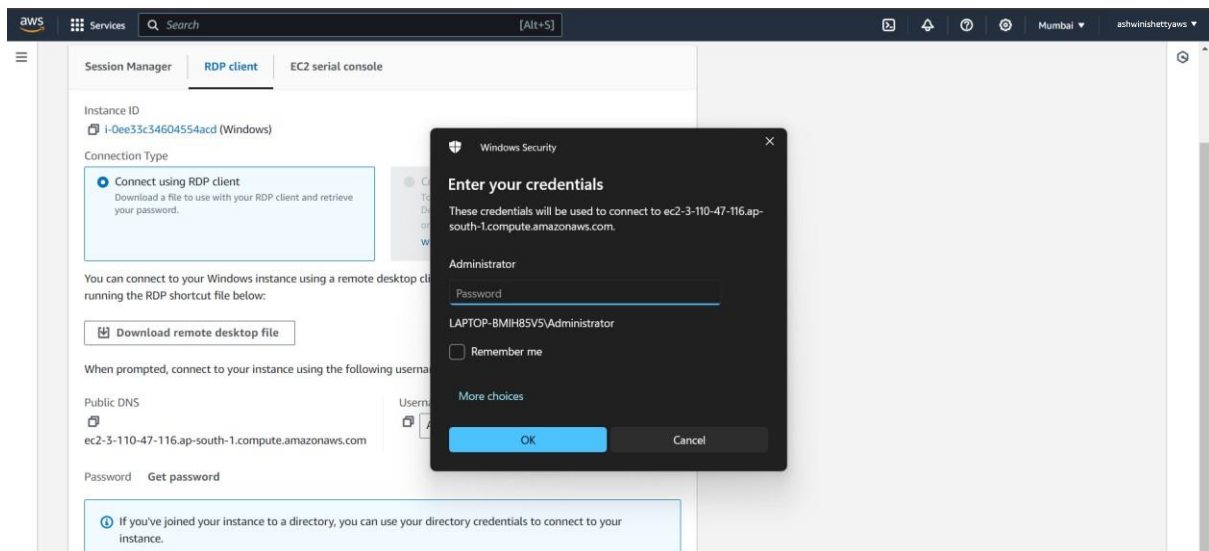 aws Services Search [Alt+S] Mumbai ashwinishettyaws
Session Manager RDP client EC2 serial console
Instance ID
i-0ee33c34604554acd (Windows)
Connection Type
Connect using RDP client
Download a file to use with your RDP client and retrieve
your password.
You can connect to your Windows instance using a remote desktop
running the RDP shortcut file below:
Download remote desktop file
When prompted, connect to your instance using the following
Public DNS
ec2-3-110-47-116.ap-south-1.compute.amazonaws.com
Password Get password
If you've joined your instance to a directory, you can use your directory credentials to connect to your
instance.
Windows Security
Enter your credentials
These credentials will be used to connect to ec2-3-110-47-116.ap-
south-1.compute.amazonaws.com.
Administrator
Password
LAPTOP-BMIH85V5\Administrator
Remember me
More choices
OK Cancel